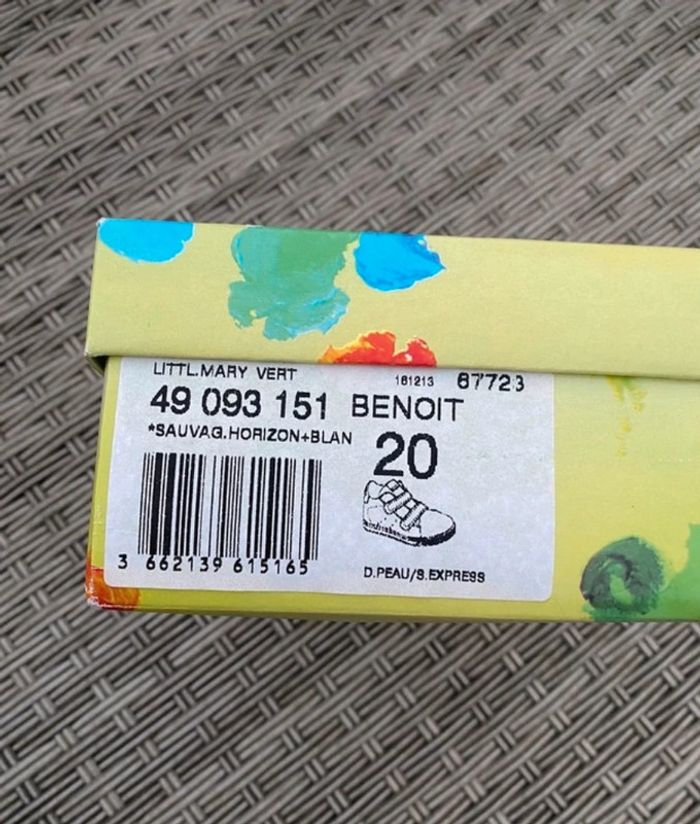 LITTL.MARY VERT 161213 67723
49 093 151 BENOIT
*SAUVAG.HORIZON+BLAN 20
3 662139 615165
D.PEAU/S.EXPRESS